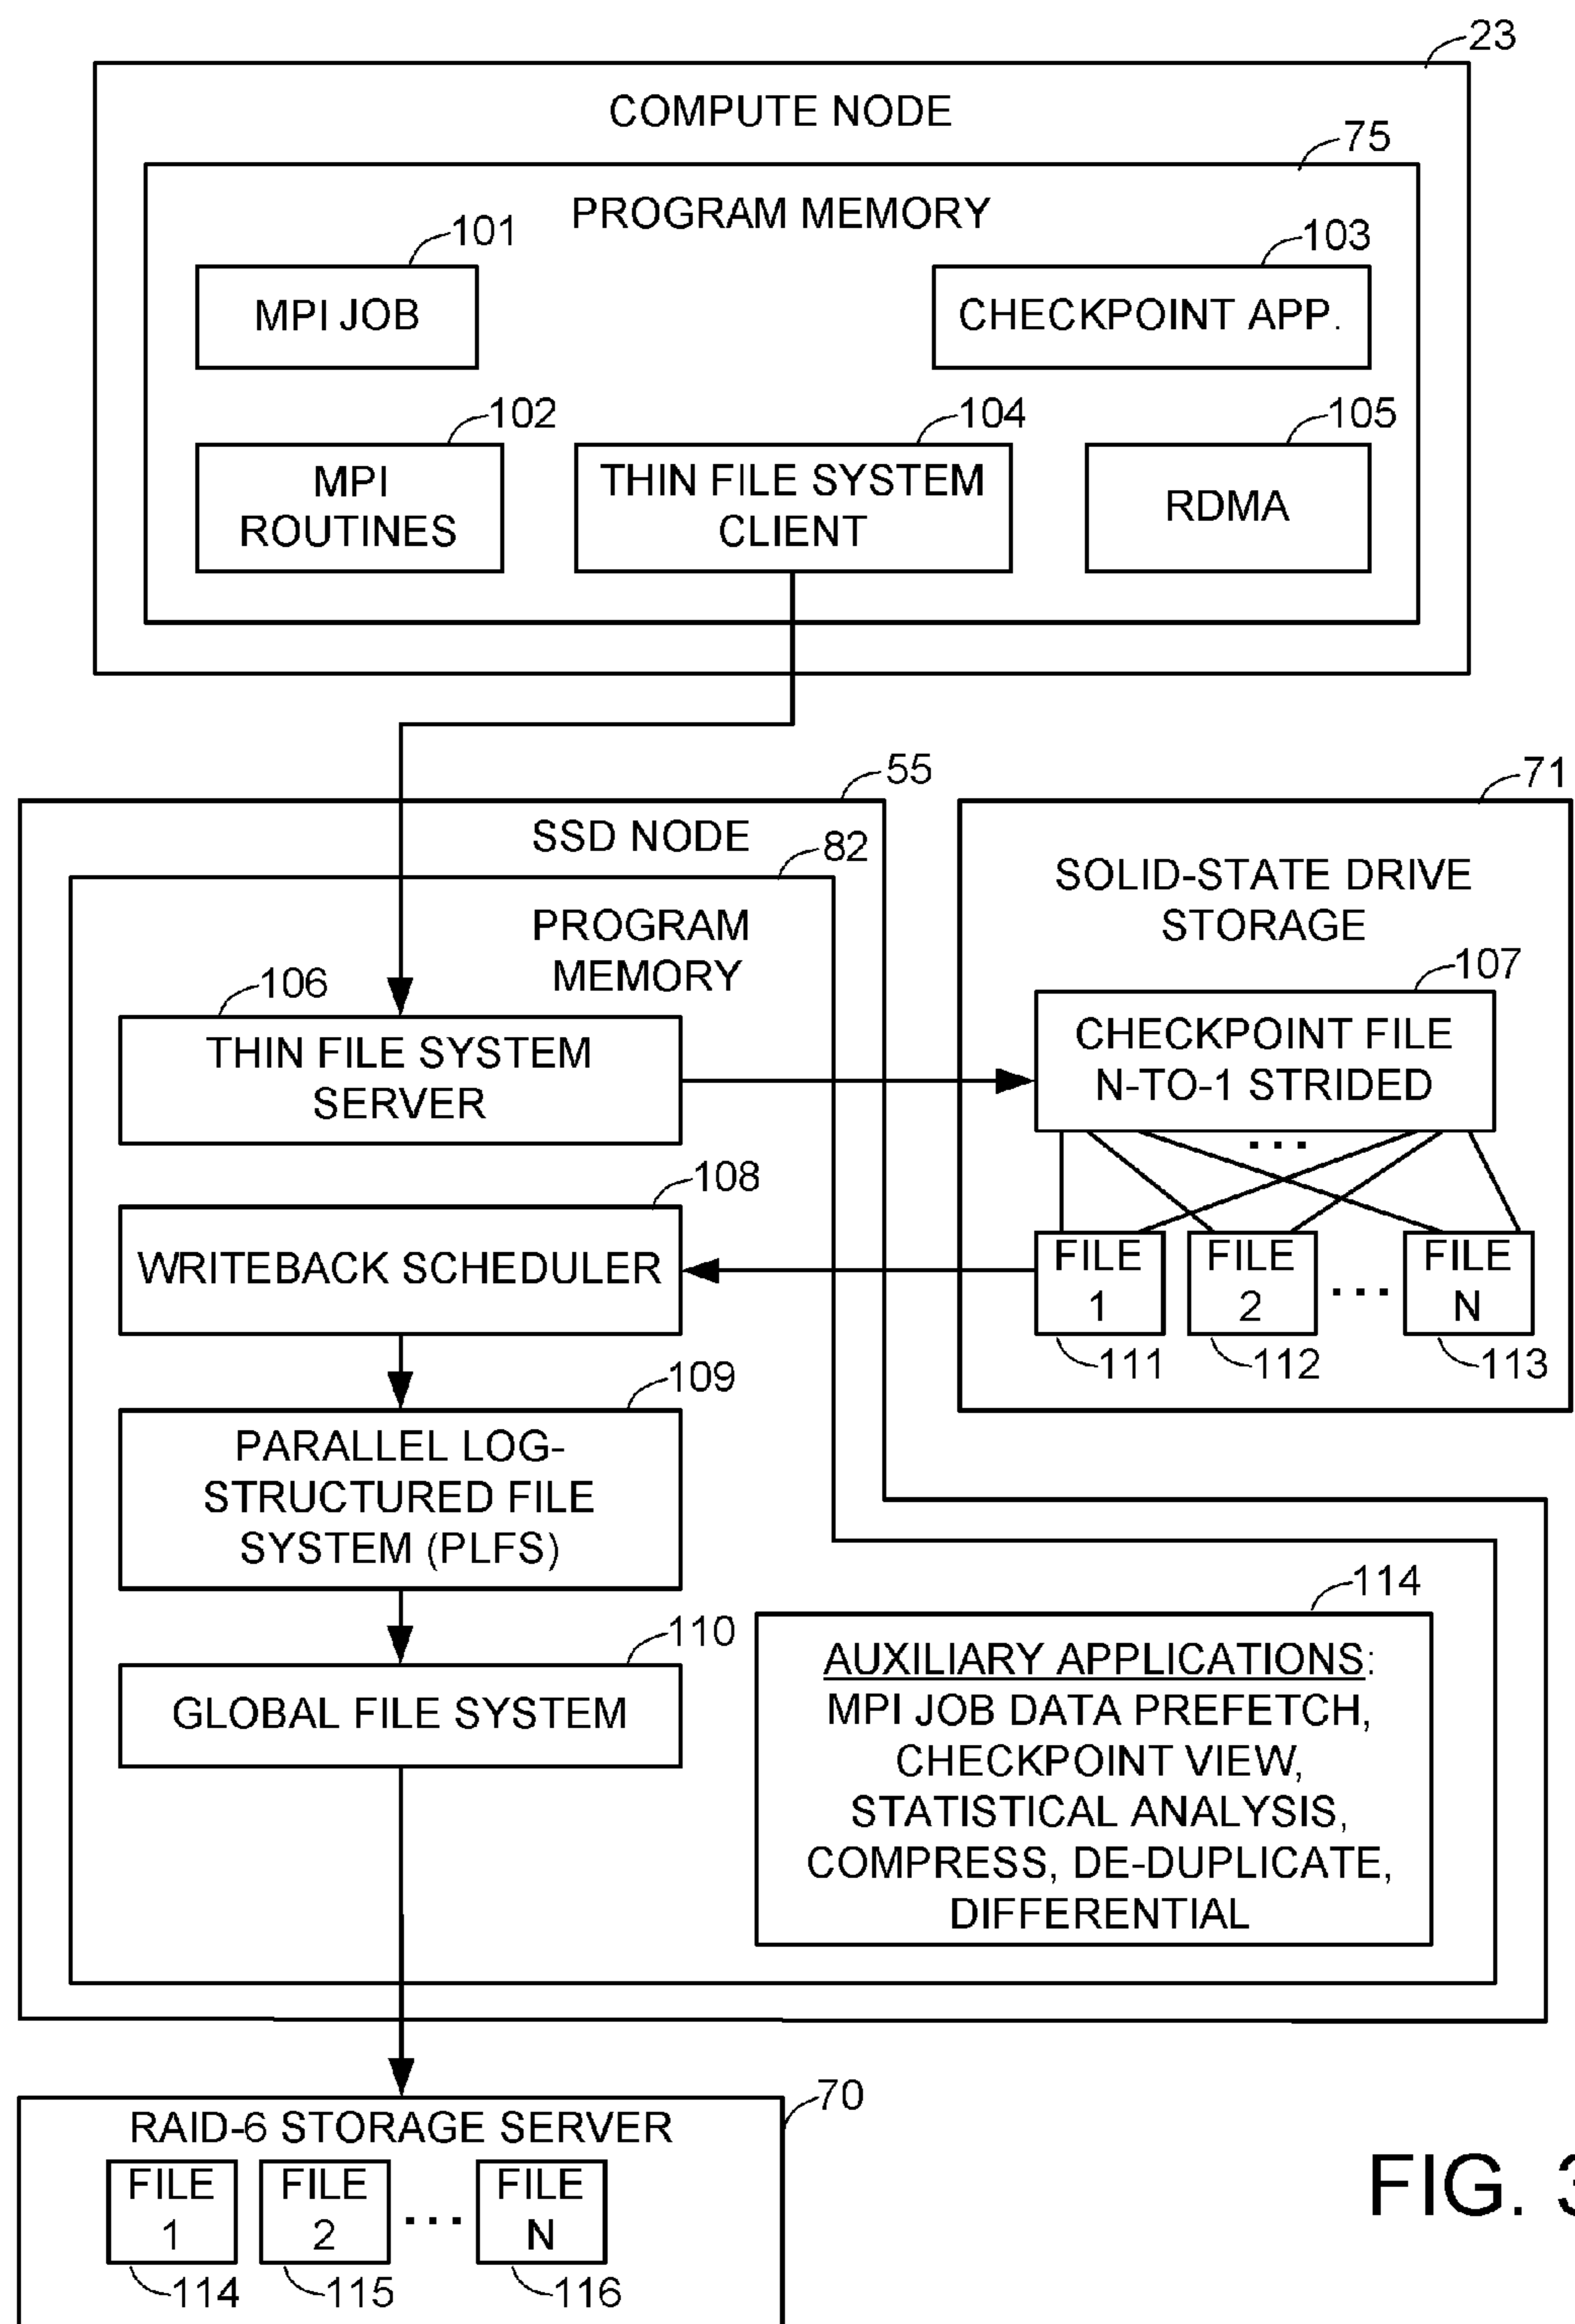 23
COMPUTE NODE
75
PROGRAM MEMORY
101
103
MPI JOB
CHECKPOINT APP.
102
104
105
MPI
ROUTINES
THIN FILE SYSTEM
CLIENT
RDMA
55
71
SSD NODE
82
SOLID-STATE DRIVE
STORAGE
PROGRAM
MEMORY
106
107
THIN FILE SYSTEM
SERVER
CHECKPOINT FILE
N-TO-1 STRIDED
...
108
WRITEBACK SCHEDULER
FILE
1
FILE
2
...
FILE
N
111
112
113
109
PARALLEL LOG-
STRUCTURED FILE
SYSTEM (PLFS)
110
GLOBAL FILE SYSTEM
114
AUXILIARY APPLICATIONS:
MPI JOB DATA PREFETCH,
CHECKPOINT VIEW,
STATISTICAL ANALYSIS,
COMPRESS, DE-DUPLICATE,
DIFFERENTIAL
70
RAID-6 STORAGE SERVER
FILE
1
FILE
2
...
FILE
N
114
115
116
FIG. 3